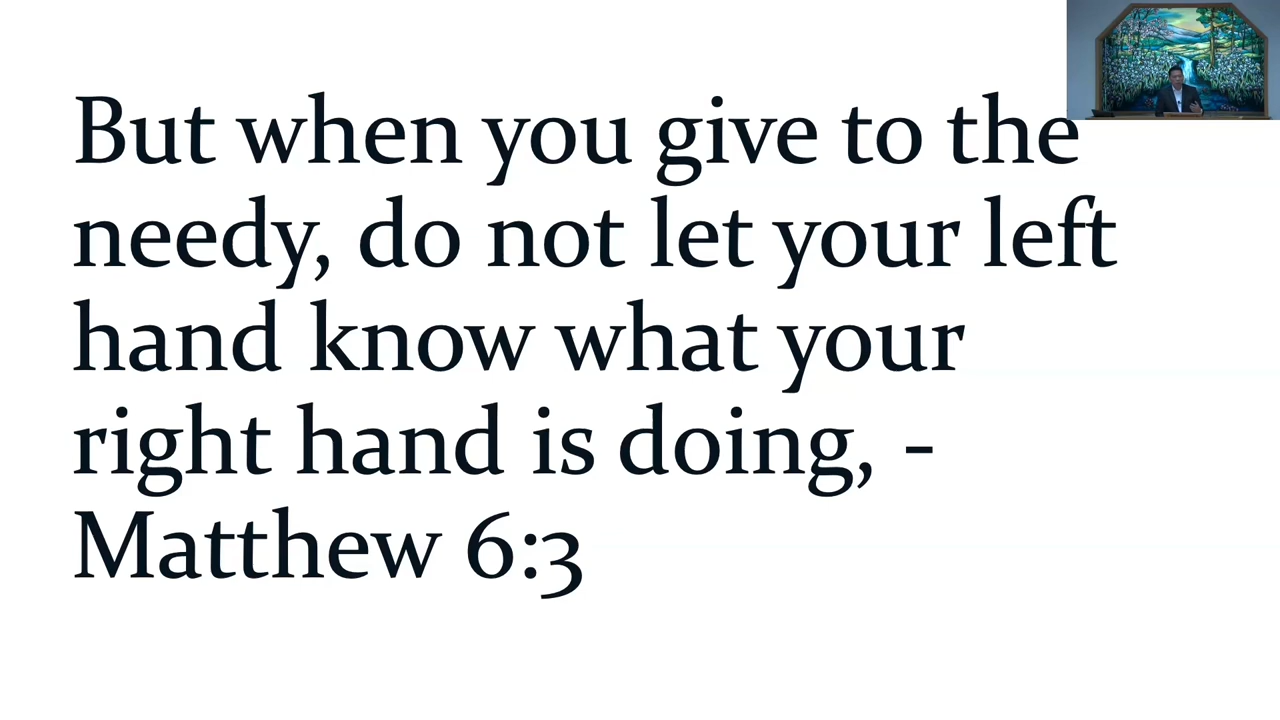 But when you give to the
needy, do not let your left
hand know what your
right hand is doing, -
Matthew 6:3